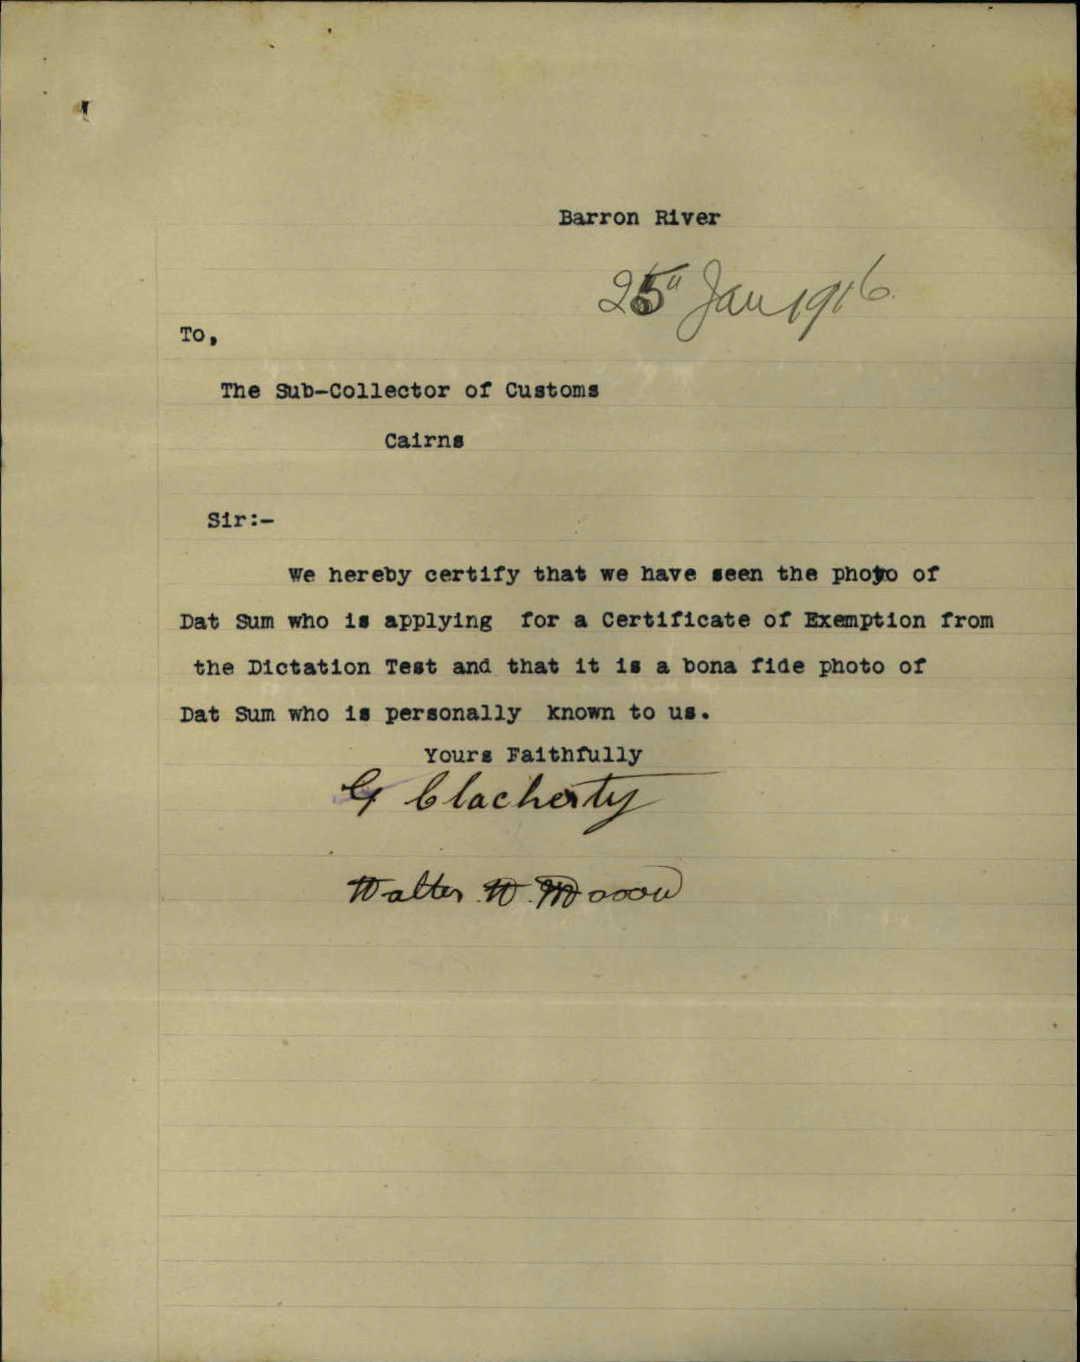 Barron River
25" Jan 1916.
To,
The Sub-Collector of Customs
Cairns
Sir:-
We hereby certify that we have seen the photo of
Dat Sum who is applying for a Certificate of Exemption from
the Dictation Test and that it is a bona fide photo of
Dat Sum who is personally known to us.
Yours Faithfully
G Clacherty
Walter W. Mason